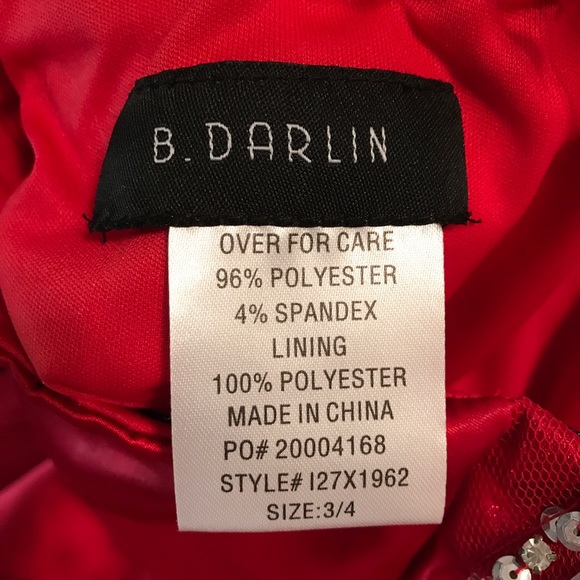 B. DARLIN
OVER FOR CARE
96% POLYESTER
4% SPANDEX
LINING
100% POLYESTER
MADE IN CHINA
PO# 20004168
STYLE# I27X1962
SIZE:3/4